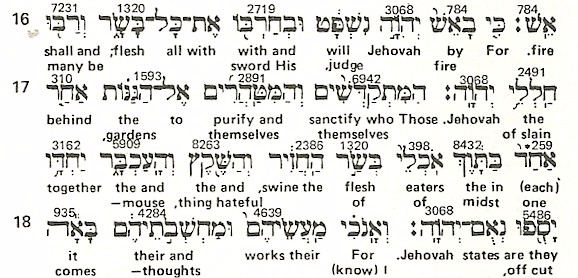 16 7231 1320 2719 3068 784 784
אֵשׁ׃ כִּי בָאֵשׁ יְהוָֹה נִשְׁפָּט וּבְחַרְבּוֹ אֶת־כָּל־בָּשָׂר וְרַבּוּ
shall and ;flesh all with with and will Jehovah by For .fire
many be sword His ,judge fire
17 310 1593 2891 6942 3068 2491
חַלְלֵי יְהוָֹה׃ הַמִּתְקַדְּשִׁים וְהַמִּטַּהֲרִים אֶל־הַגַּנּוֹת אַחַר
behind the to purify and sanctify who Those .Jehovah the
,gardens themselves themselves of slain
3162 5909 8263 2386 1320 398 8432 259
אַחַד בַּתָּוֶךְ אֹכְלֵי בְּשַׂר הַחֲזִיר וְהַשֶּׁקֶץ וְהָעַכְבָּר יַחְדָּו
together the and the and ,swine the flesh eaters the in (each)
–mouse ,thing hateful of of midst one
18 935 4284 4639 3068 5486
יָסֻפוּ נְאֻם־יְהוָֹה׃ וְאָנֹכִי מַעֲשֵׂיהֶם וּמַחְשְׁבֹתֵיהֶם בָּאָה
it their and works their For .Jehovah states are they
comes –thoughts (know) I ,off cut